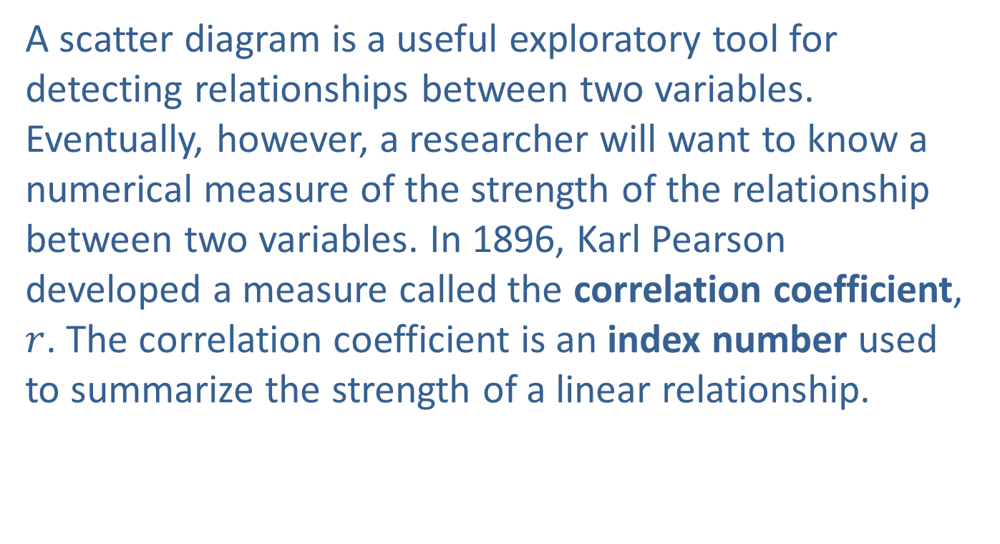 A scatter diagram is a useful exploratory tool for
detecting relationships between two variables.
Eventually, however, a researcher will want to know a
numerical measure of the strength of the relationship
between two variables. In 1896, Karl Pearson
developed a measure called the correlation coefficient,
r. The correlation coefficient is an index number used
to summarize the strength of a linear relationship.